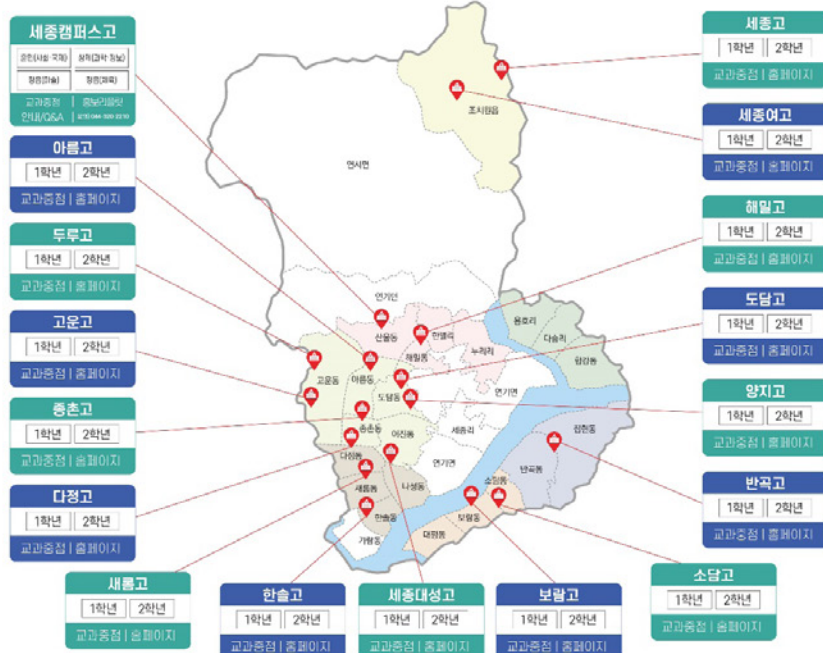 세종캠퍼스고
교과중점 | 홍보리플릿
안내/Q&A
아름고
1학년 2학년
교과중점 | 홈페이지
두루고
1학년 2학년
교과중점 | 홈페이지
고운고
1학년 2학년
교과중점 | 홈페이지
종촌고
1학년 2학년
교과중점 | 홈페이지
다정고
1학년 2학년
교과중점 | 홈페이지
새롬고
1학년 2학년
교과중점 | 홈페이지
한솔고
1학년 2학년
교과중점 | 홈페이지
세종대성고
1학년 2학년
교과중점 | 홈페이지
보람고
1학년 2학년
교과중점 | 홈페이지
소담고
1학년 2학년
교과중점 | 홈페이지
세종고
1학년 2학년
교과중점 | 홈페이지
세종여고
1학년 2학년
교과중점 | 홈페이지
해밀고
1학년 2학년
교과중점 | 홈페이지
도담고
1학년 2학년
교과중점 | 홈페이지
양지고
1학년 2학년
교과중점 | 홈페이지
반곡고
1학년 2학년
교과중점 | 홈페이지
조치원읍
연서면
연기면
산울동
한별리
해밀동
누리리
용호리
다솜리
합강동
고운동
아름동
도담동
연기면
종촌동
어진동
세종리
연기면
집현동
반곡동
다정동
새롬동
나성동
소담동
한솔동
보람동
대평동
가람동